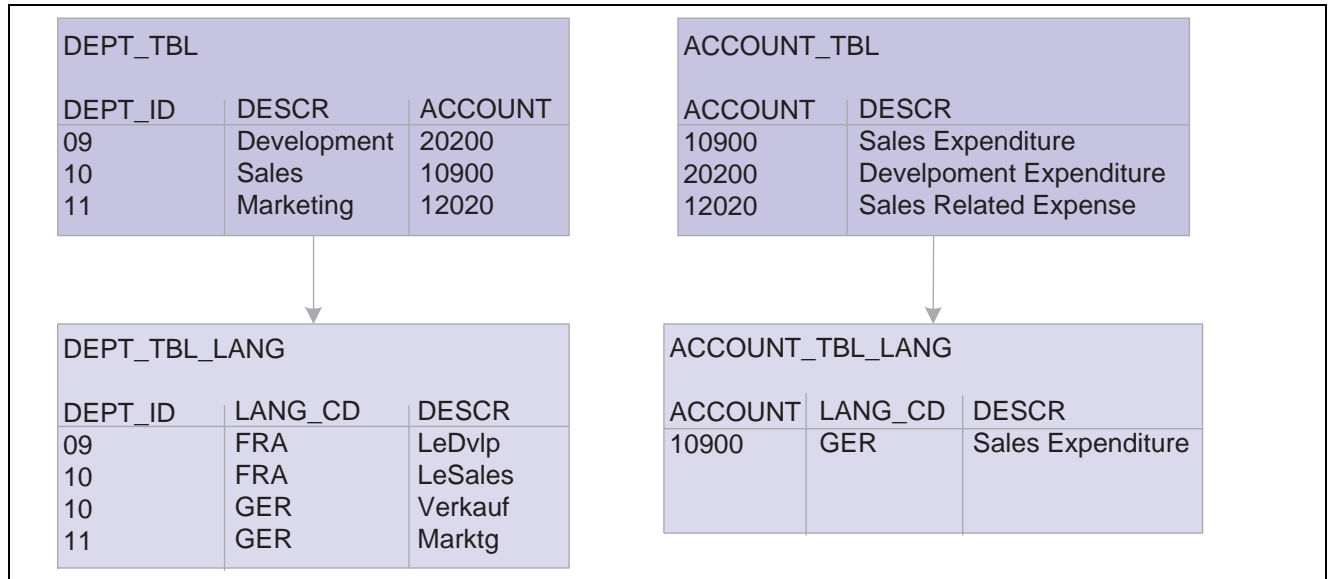 DEPT_TBL
DEPT_ID DESCR ACCOUNT
09 Development 20200
10 Sales 10900
11 Marketing 12020
ACCOUNT_TBL
ACCOUNT DESCR
10900 Sales Expenditure
20200 Develpoment Expenditure
12020 Sales Related Expense
DEPT_TBL_LANG
DEPT_ID LANG_CD DESCR
09 FRA LeDvlp
10 FRA LeSales
10 GER Verkauf
11 GER Marktg
ACCOUNT_TBL_LANG
ACCOUNT LANG_CD DESCR
10900 GER Sales Expenditure